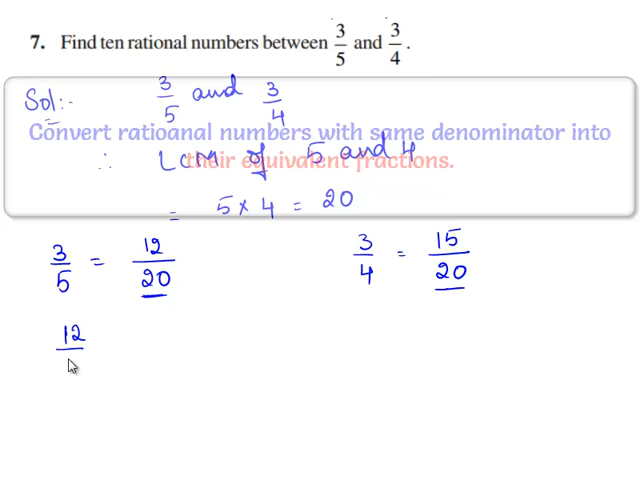 7. Find ten rational numbers between 3/5 and 3/4.
Sol:- 3/5 and 3/4
Convert ratioanal numbers with same denominator into
their equivalent fractions.
∴ LCM of 5 and 4
= 5 × 4 = 20
3/5 = 12/20 3/4 = 15/20
12